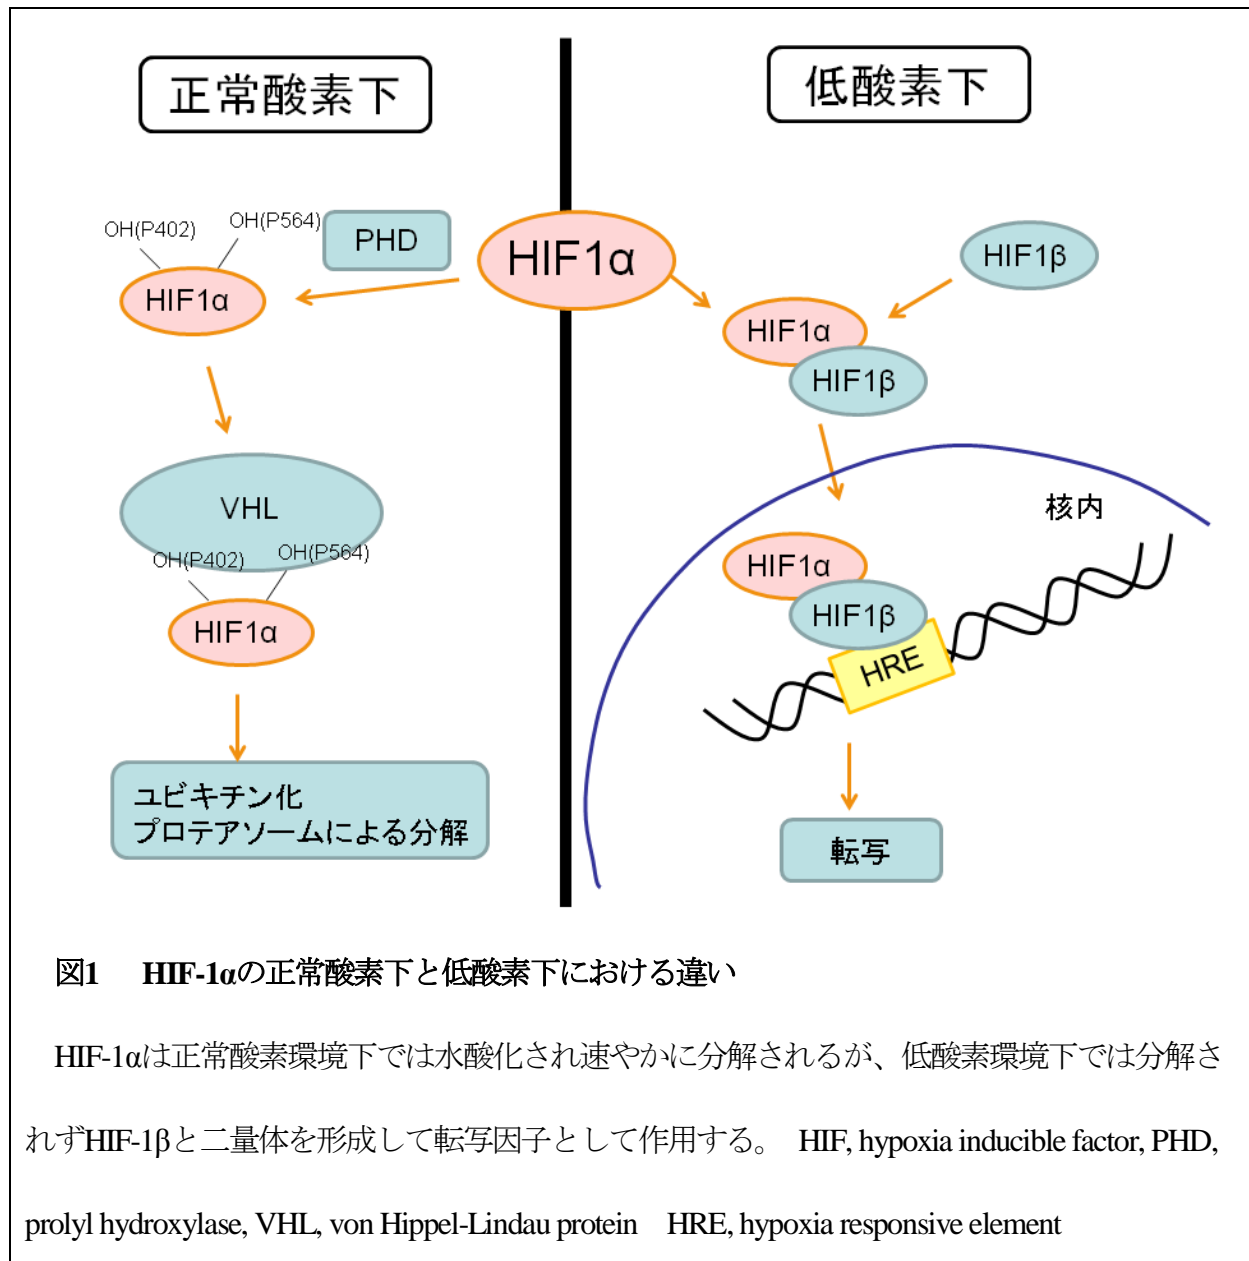 正常酸素下
低酸素下
OH(P402)
OH(P564)
PHD
HIF1α
HIF1α
HIF1β
HIF1α
HIF1β
VHL
OH(P402)
OH(P564)
HIF1α
核内
HIF1α
HIF1β
HRE
ユビキチン化
プロテアソームによる分解
転写
図1 HIF-1αの正常酸素下と低酸素下における違い
HIF-1αは正常酸素環境下では水酸化され速やかに分解されるが、低酸素環境下では分解さ
れずHIF-1βと二量体を形成して転写因子として作用する。 HIF, hypoxia inducible factor, PHD,
prolyl hydroxylase, VHL, von Hippel-Lindau protein HRE, hypoxia responsive element